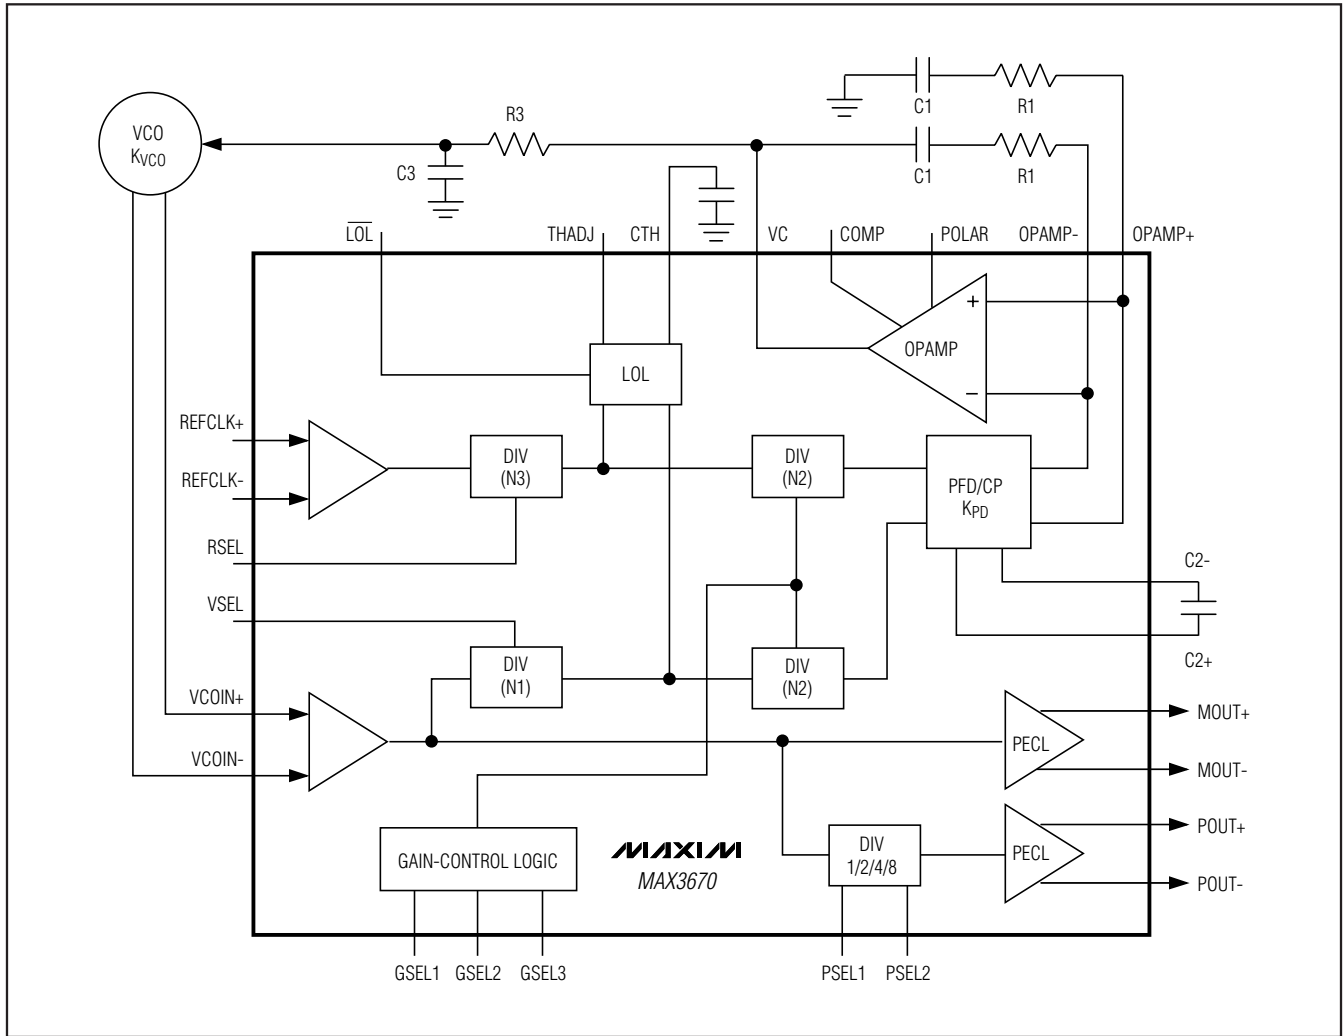 C1
R1
R3
VCO
KVCO
C3
C1
R1
LOL
THADJ
CTH
VC
COMP
POLAR
OPAMP-
OPAMP+
+
OPAMP
−
LOL
REFCLK+
REFCLK-
DIV
(N3)
DIV
(N2)
PFD/CP
KPD
RSEL
C2-
VSEL
C2+
DIV
(N1)
DIV
(N2)
VCOIN+
VCOIN-
PECL
MOUT+
MOUT-
GAIN-CONTROL LOGIC
MAXIM
MAX3670
DIV
1/2/4/8
PECL
POUT+
POUT-
GSEL1
GSEL2
GSEL3
PSEL1
PSEL2